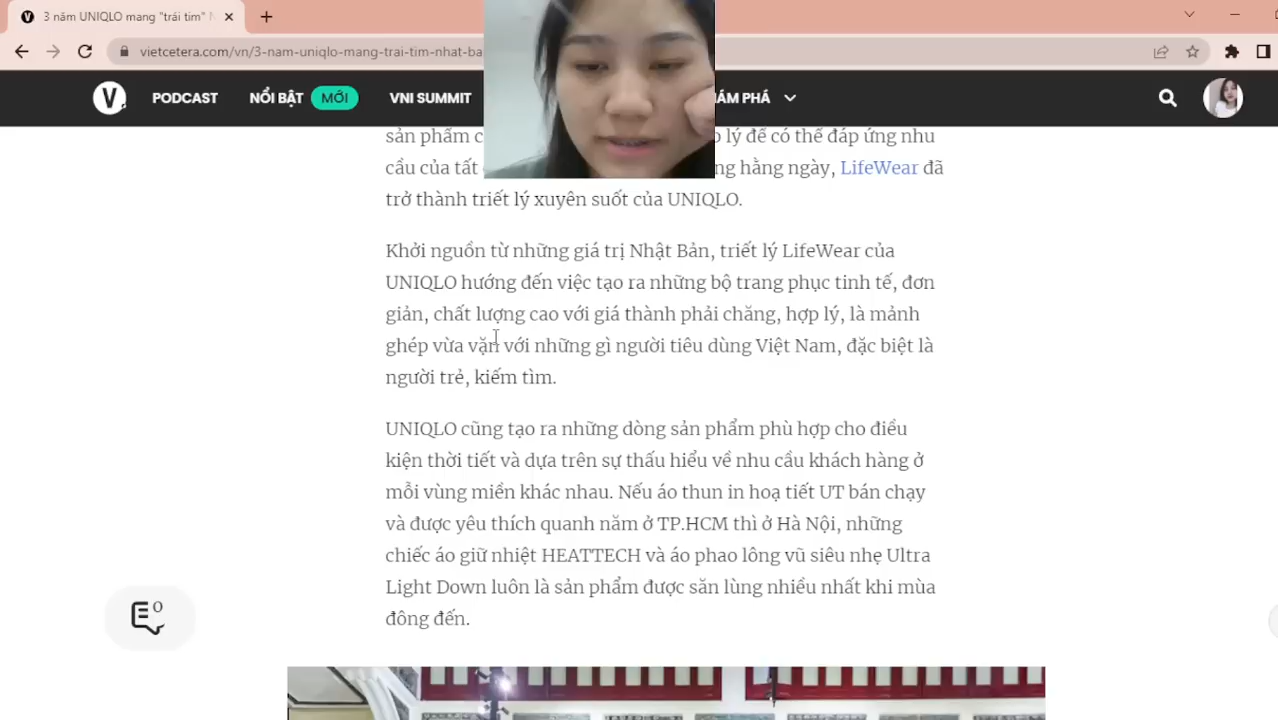 3 năm UNIQLO mang "trái tim" N
vietcetera.com/vn/3-nam-uniqlo-mang-trai-tim-nhat-ba
V PODCAST NỔI BẬT MỚI VNI SUMMIT PHÁ
sản phẩm lý để có thể đáp ứng nhu
cầu của tất hằng ngày, LifeWear đã
trở thành triết lý xuyên suốt của UNIQLO.
Khởi nguồn từ những giá trị Nhật Bản, triết lý LifeWear của
UNIQLO hướng đến việc tạo ra những bộ trang phục tinh tế, đơn
giản, chất lượng cao với giá thành phải chăng, hợp lý, là mảnh
ghép vừa vặn với những gì người tiêu dùng Việt Nam, đặc biệt là
người trẻ, kiếm tìm.
UNIQLO cũng tạo ra những dòng sản phẩm phù hợp cho điều
kiện thời tiết và dựa trên sự thấu hiểu về nhu cầu khách hàng ở
mỗi vùng miền khác nhau. Nếu áo thun in hoạ tiết UT bán chạy
và được yêu thích quanh năm ở TP.HCM thì ở Hà Nội, những
chiếc áo giữ nhiệt HEATTECH và áo phao lông vũ siêu nhẹ Ultra
Light Down luôn là sản phẩm được săn lùng nhiều nhất khi mùa
đông đến.
0